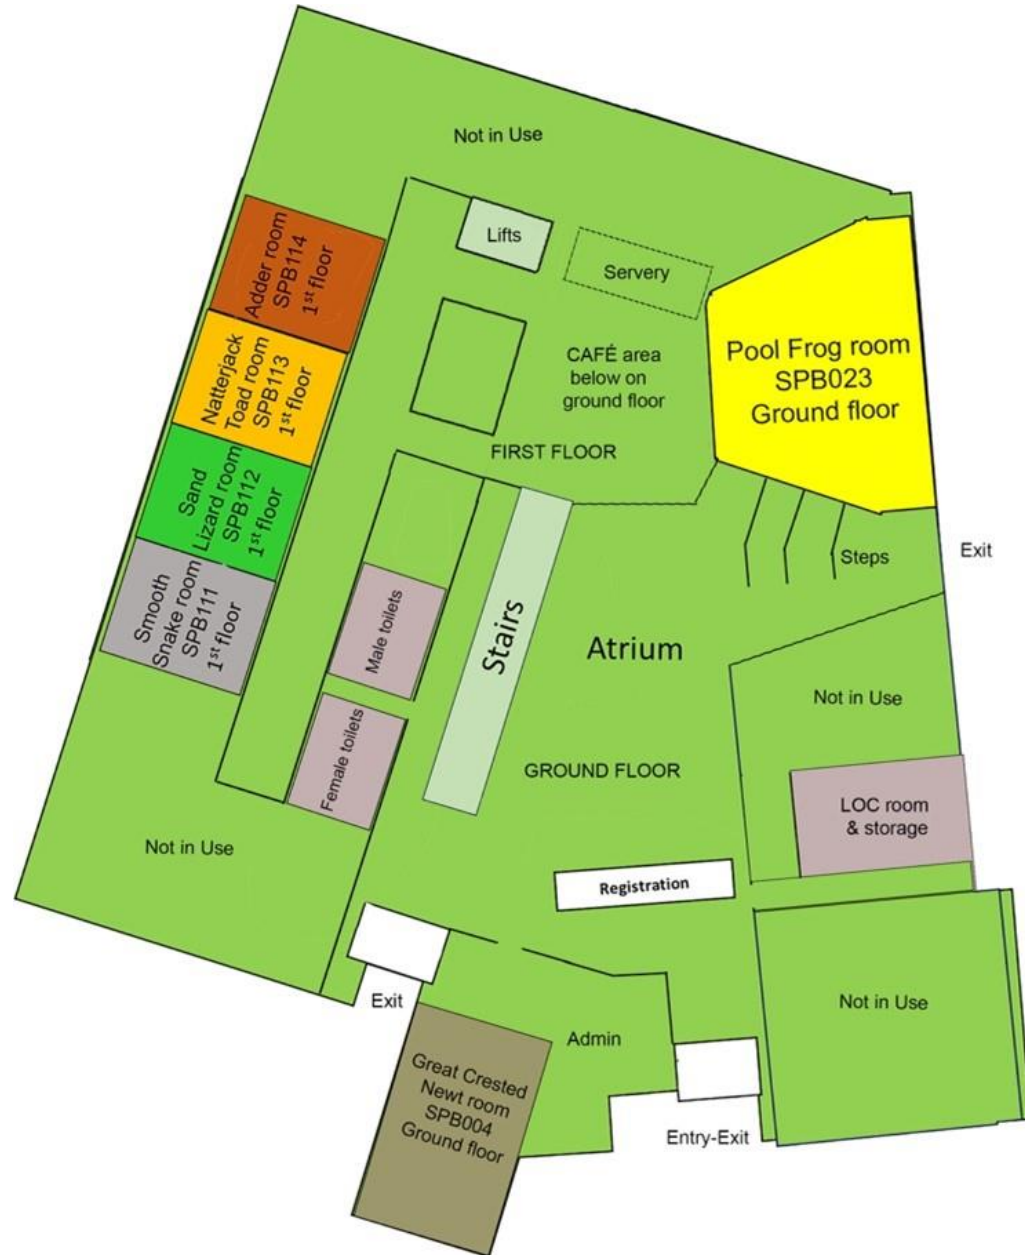 Not in Use
Lifts
Servery
Adder room
SPB114
1st floor
Natterjack
Toad room
SPB113
1st floor
Sand
Lizard room
SPB112
1st floor
Smooth
Snake room
SPB111
1st floor
CAFÉ area
below on
ground floor
FIRST FLOOR
Pool Frog room
SPB023
Ground floor
Steps
Exit
Male toilets
Female toilets
Stairs
Atrium
Not in Use
GROUND FLOOR
LOC room
& storage
Not in Use
Registration
Exit
Admin
Not in Use
Great Crested
Newt room
SPB004
Ground floor
Entry-Exit